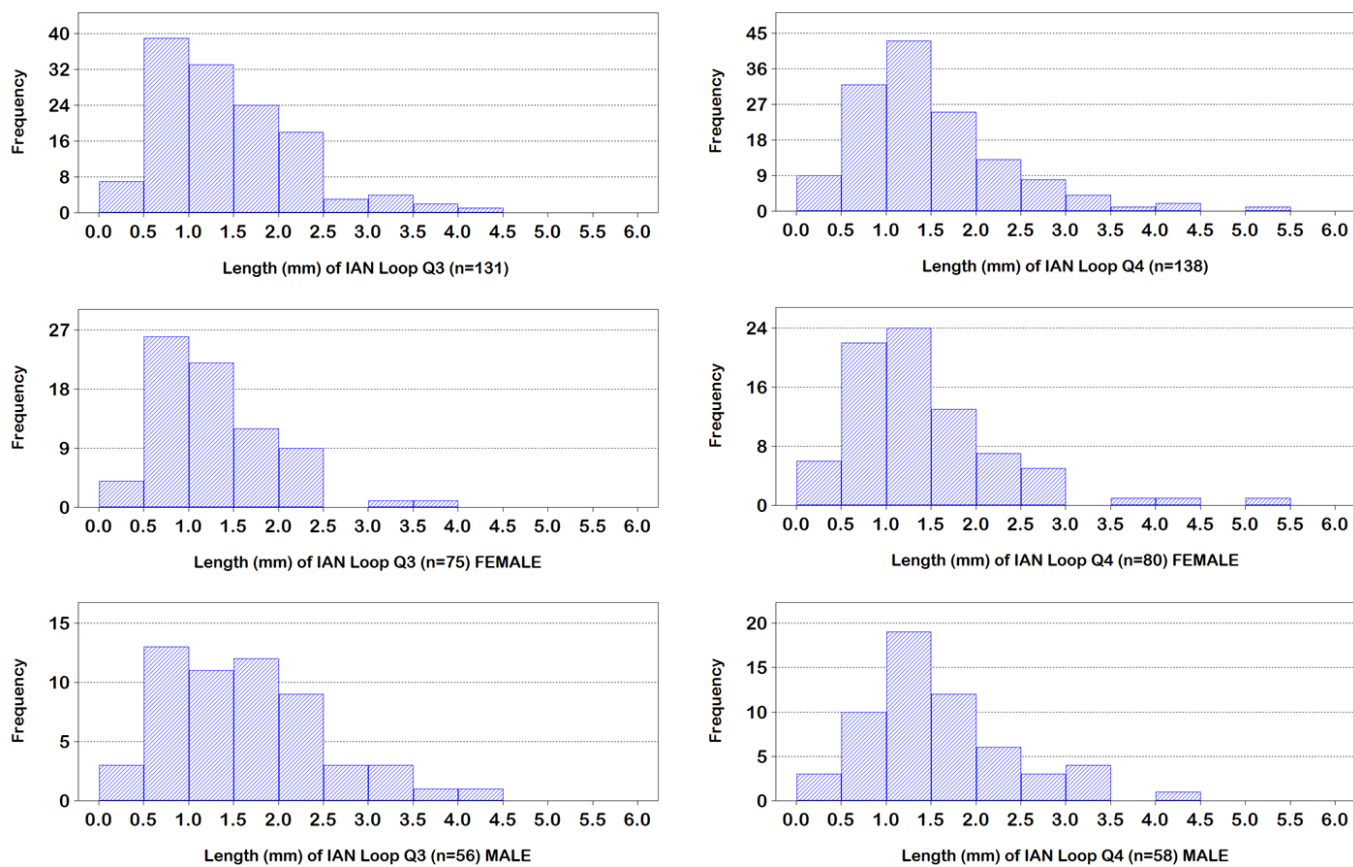 Frequency
40
32
24
16
8
0
0.0 0.5 1.0 1.5 2.0 2.5 3.0 3.5 4.0 4.5 5.0 5.5 6.0
Length (mm) of IAN Loop Q3 (n=131)
Frequency
45
36
27
18
9
0
0.0 0.5 1.0 1.5 2.0 2.5 3.0 3.5 4.0 4.5 5.0 5.5 6.0
Length (mm) of IAN Loop Q4 (n=138)
Frequency
27
18
9
0
0.0 0.5 1.0 1.5 2.0 2.5 3.0 3.5 4.0 4.5 5.0 5.5 6.0
Length (mm) of IAN Loop Q3 (n=75) FEMALE
Frequency
24
16
8
0
0.0 0.5 1.0 1.5 2.0 2.5 3.0 3.5 4.0 4.5 5.0 5.5 6.0
Length (mm) of IAN Loop Q4 (n=80) FEMALE
Frequency
15
10
5
0
0.0 0.5 1.0 1.5 2.0 2.5 3.0 3.5 4.0 4.5 5.0 5.5 6.0
Length (mm) of IAN Loop Q3 (n=56) MALE
Frequency
20
15
10
5
0
0.0 0.5 1.0 1.5 2.0 2.5 3.0 3.5 4.0 4.5 5.0 5.5 6.0
Length (mm) of IAN Loop Q4 (n=58) MALE